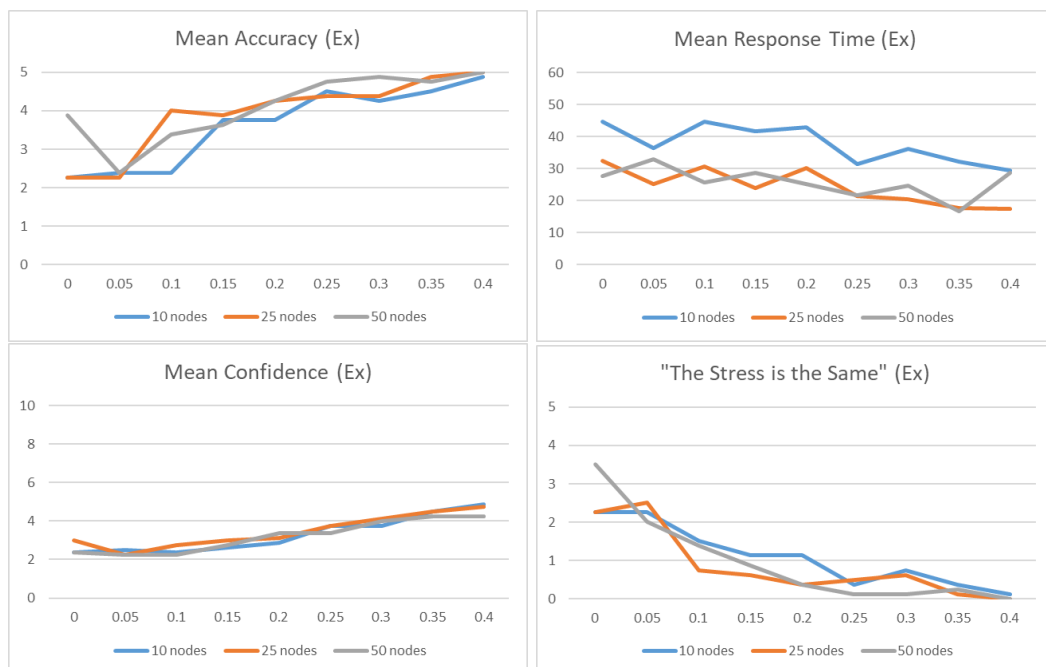 Mean Accuracy (Ex)
5
4
3
2
1
0
0 0.05 0.1 0.15 0.2 0.25 0.3 0.35 0.4
10 nodes 25 nodes 50 nodes
Mean Response Time (Ex)
60
50
40
30
20
10
0
0 0.05 0.1 0.15 0.2 0.25 0.3 0.35 0.4
10 nodes 25 nodes 50 nodes
Mean Confidence (Ex)
10
8
6
4
2
0
0 0.05 0.1 0.15 0.2 0.25 0.3 0.35 0.4
10 nodes 25 nodes 50 nodes
"The Stress is the Same" (Ex)
5
4
3
2
1
0
0 0.05 0.1 0.15 0.2 0.25 0.3 0.35 0.4
10 nodes 25 nodes 50 nodes